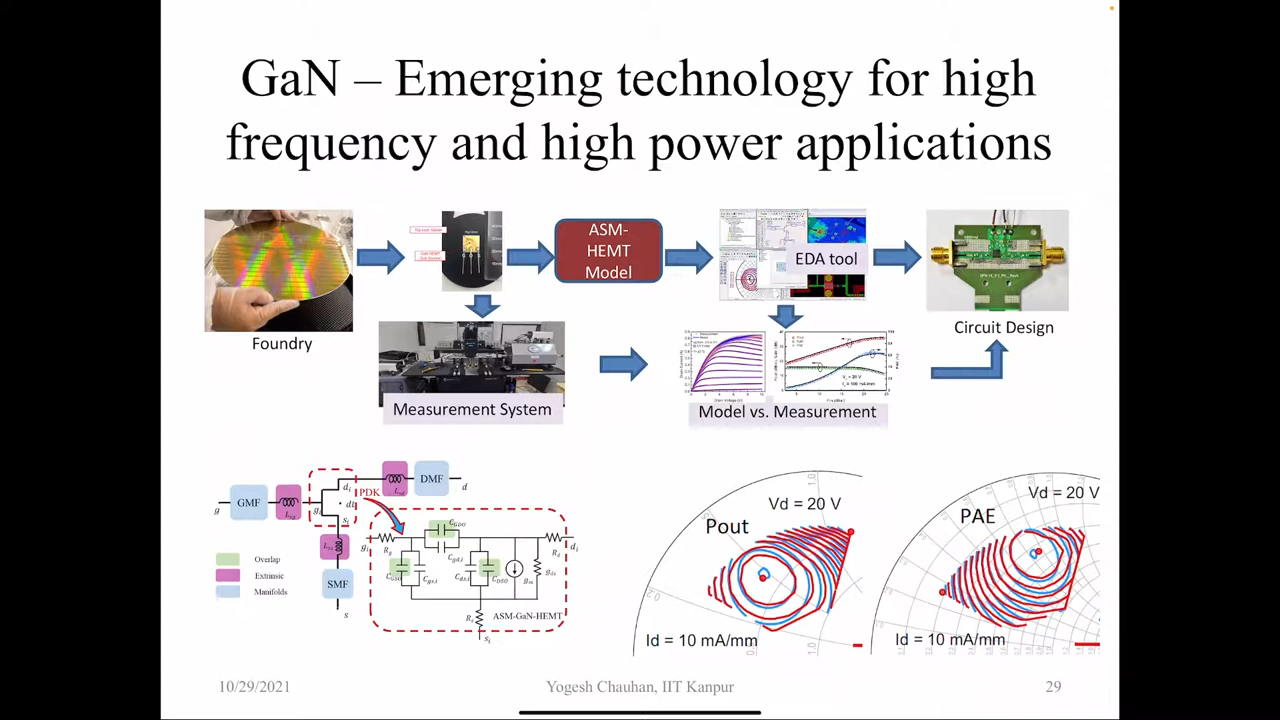 GaN – Emerging technology for high
frequency and high power applications
ASM-
HEMT
Model
EDA tool
Foundry
Circuit Design
Measurement System
Model vs. Measurement
GMF
DMF
SMF
PDK
g
d
s
Overlap
Extrinsic
Manifolds
ASM-GaN-HEMT
Pout
Vd = 20 V
Id = 10 mA/mm
PAE
Vd = 20 V
Id = 10 mA/mm
10/29/2021
Yogesh Chauhan, IIT Kanpur
29